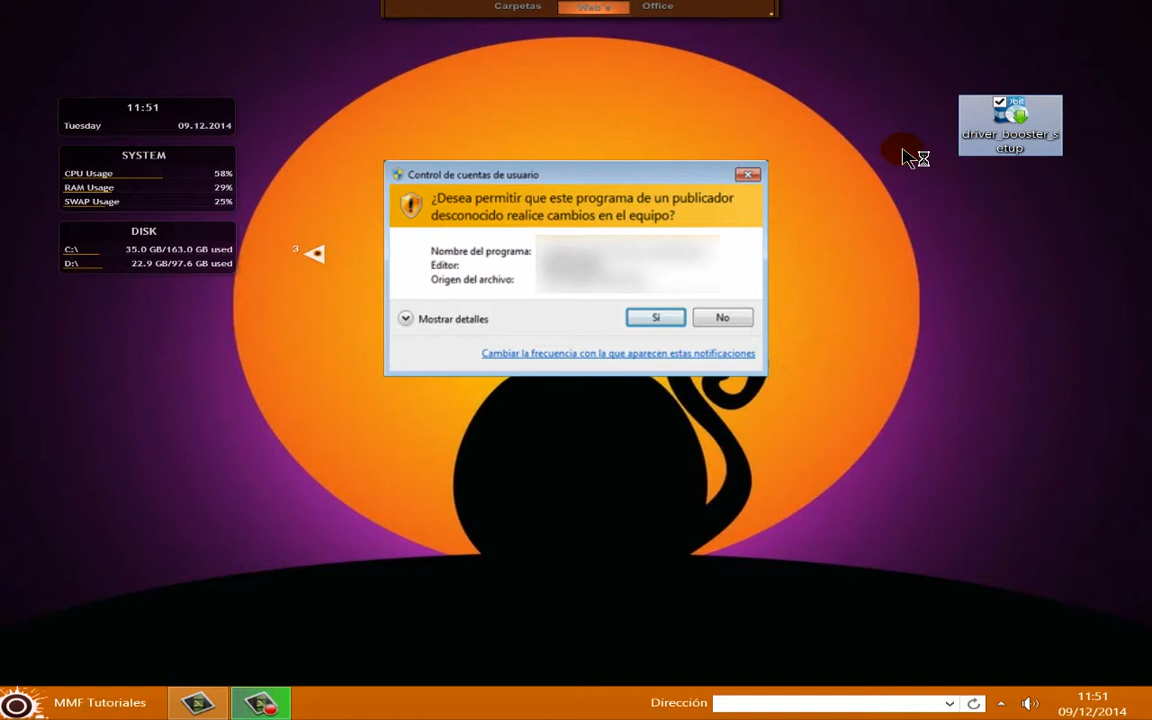 Carpetas Web´s Office
11:51
Tuesday 09.12.2014
SYSTEM
CPU Usage 58%
RAM Usage 29%
SWAP Usage 25%
DISK
C:\ 35.0 GB/163.0 GB used
D:\ 22.9 GB/97.6 GB used
3
driver_booster_s
etup
Control de cuentas de usuario
¿Desea permitir que este programa de un publicador
desconocido realice cambios en el equipo?
Nombre del programa:
Editor:
Origen del archivo:
Mostrar detalles
Sí No
Cambiar la frecuencia con la que aparecen estas notificaciones
MMF Tutoriales
Dirección
11:51
09/12/2014